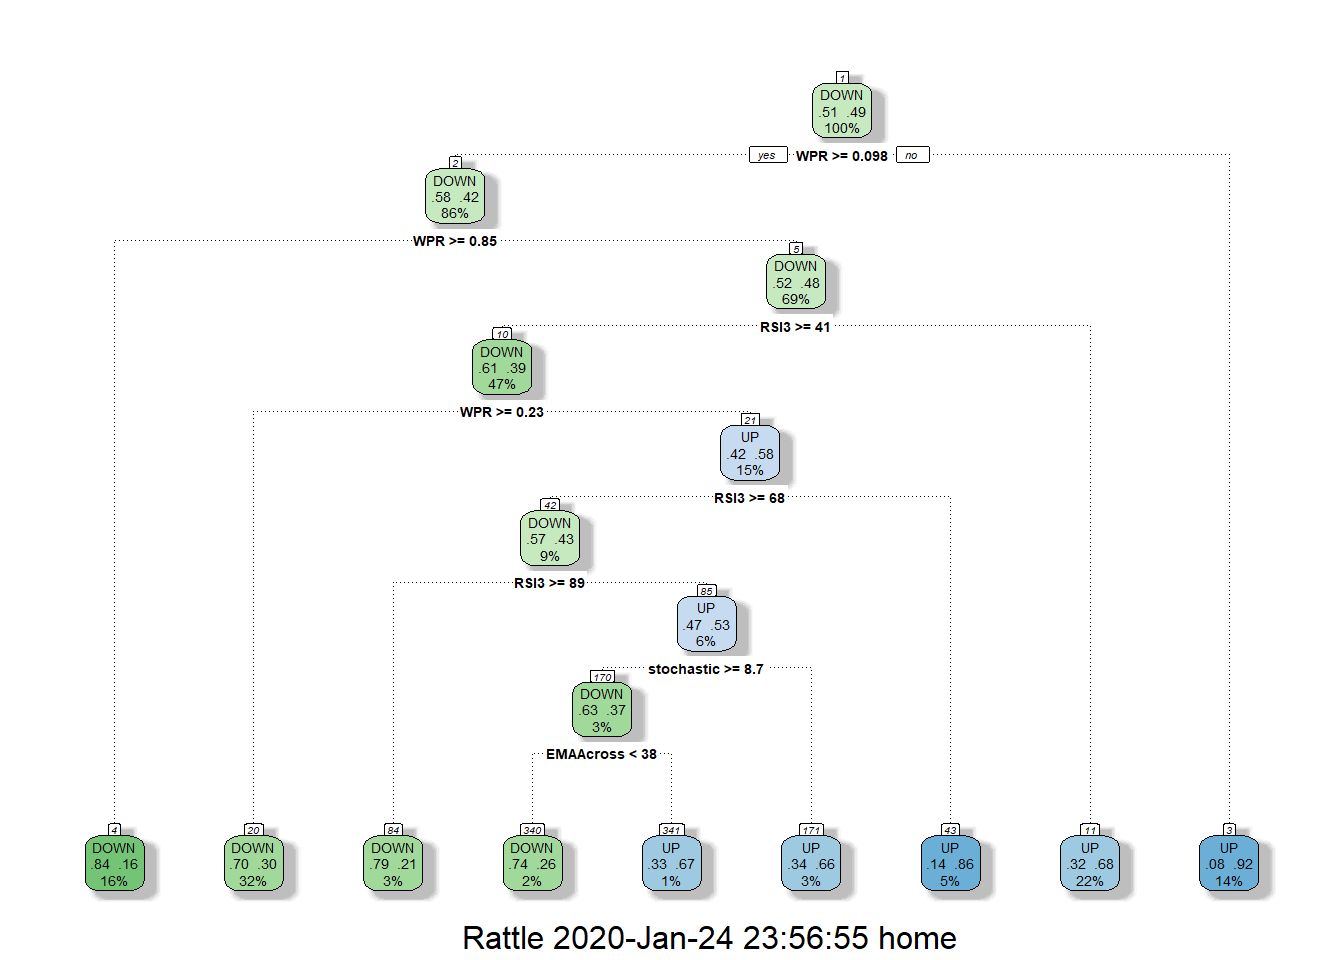 1
DOWN
.51 .49
100%
yes WPR >= 0.098 no
2
DOWN
.58 .42
86%
WPR >= 0.85
5
DOWN
.52 .48
69%
RSI3 >= 41
10
DOWN
.61 .39
47%
WPR >= 0.23
21
UP
.42 .58
15%
RSI3 >= 68
42
DOWN
.57 .43
9%
RSI3 >= 89
85
UP
.47 .53
6%
stochastic >= 8.7
170
DOWN
.63 .37
3%
EMAAcross < 38
4
DOWN
.84 .16
16%
20
DOWN
.70 .30
32%
84
DOWN
.79 .21
3%
340
DOWN
.74 .26
2%
341
UP
.33 .67
1%
171
UP
.34 .66
3%
43
UP
.14 .86
5%
11
UP
.32 .68
22%
3
UP
.08 .92
14%
Rattle 2020-Jan-24 23:56:55 home